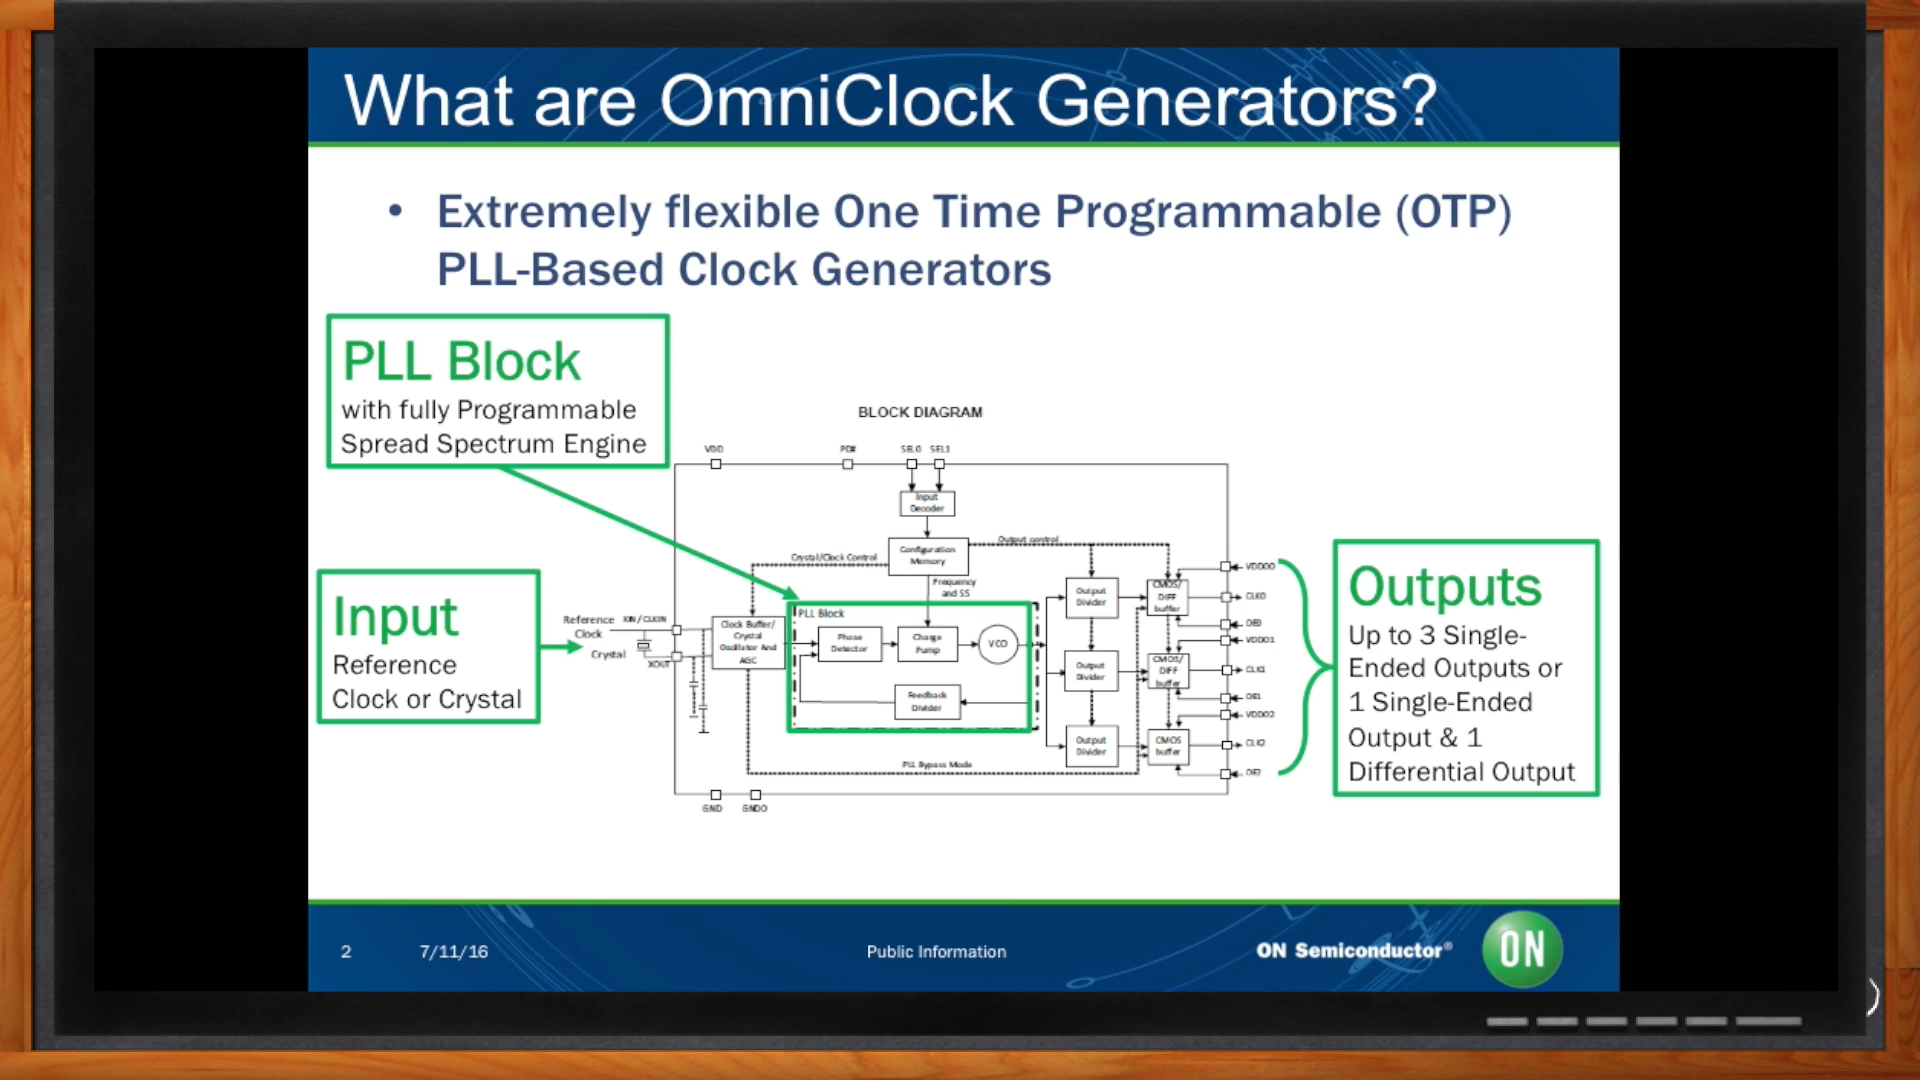 What are OmniClock Generators?
• Extremely flexible One Time Programmable (OTP)
PLL-Based Clock Generators
PLL Block
with fully Programmable
Spread Spectrum Engine
BLOCK DIAGRAM
VDD
PD#
SEL0
SEL1
Input
Decoder
Configuration
Memory
Output control
Crystal/Clock Control
Frequency
and SS
Input
Reference
Clock or Crystal
Reference
Clock
Crystal
XIN / CLKIN
XOUT
Clock Buffer/
Crystal
Oscillator And
AGC
PLL Block
Phase
Detector
Charge
Pump
VCO
Feedback
Divider
Output
Divider
Output
Divider
Output
Divider
CMOS/
DIFF
buffer
CMOS/
DIFF
buffer
CMOS
buffer
PLL Bypass Mode
VDDO0
CLK0
OE0
VDDO1
CLK1
OE1
VDDO2
CLK2
OE2
GND
GNDO
Outputs
Up to 3 Single-
Ended Outputs or
1 Single-Ended
Output & 1
Differential Output
2
7/11/16
Public Information
ON Semiconductor®
ON